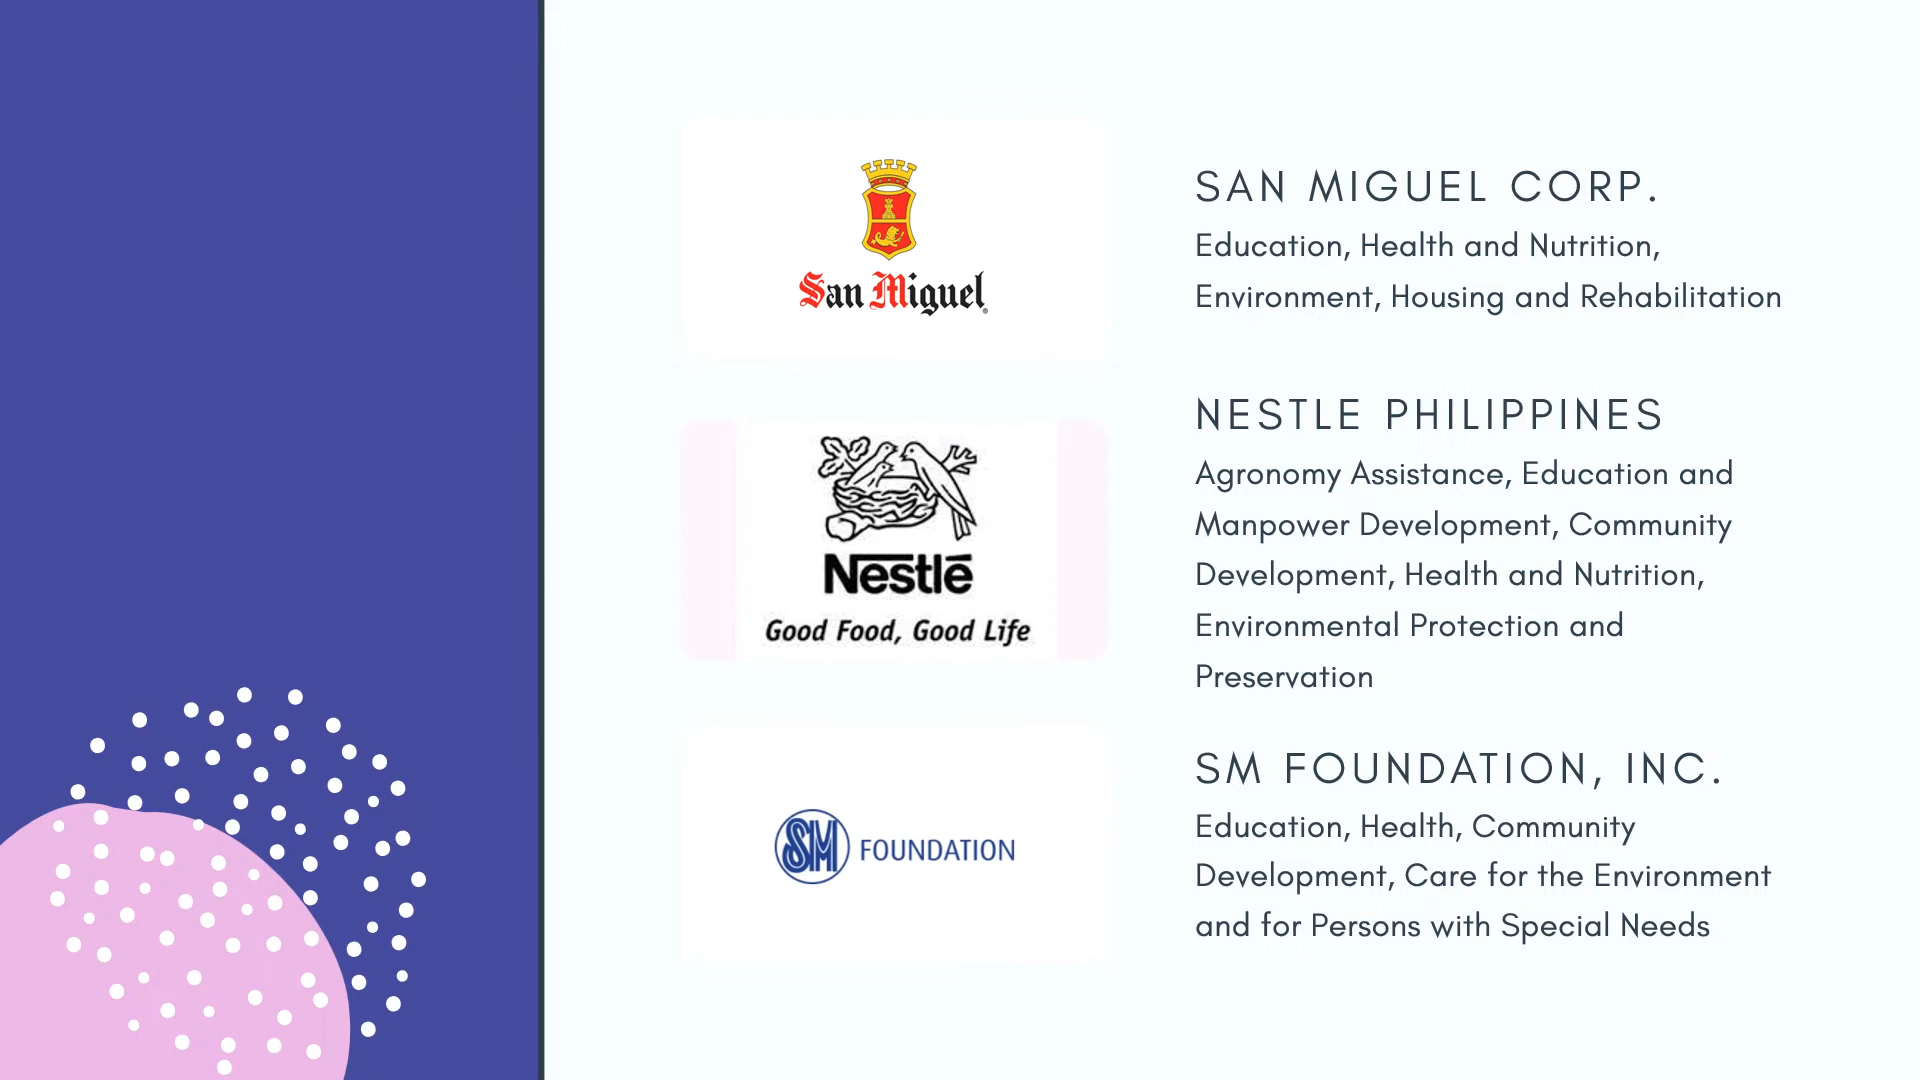 San Miguel
SAN MIGUEL CORP.
Education, Health and Nutrition,
Environment, Housing and Rehabilitation
Nestlé
Good Food, Good Life
NESTLE PHILIPPINES
Agronomy Assistance, Education and
Manpower Development, Community
Development, Health and Nutrition,
Environmental Protection and
Preservation
SM FOUNDATION
SM FOUNDATION, INC.
Education, Health, Community
Development, Care for the Environment
and for Persons with Special Needs